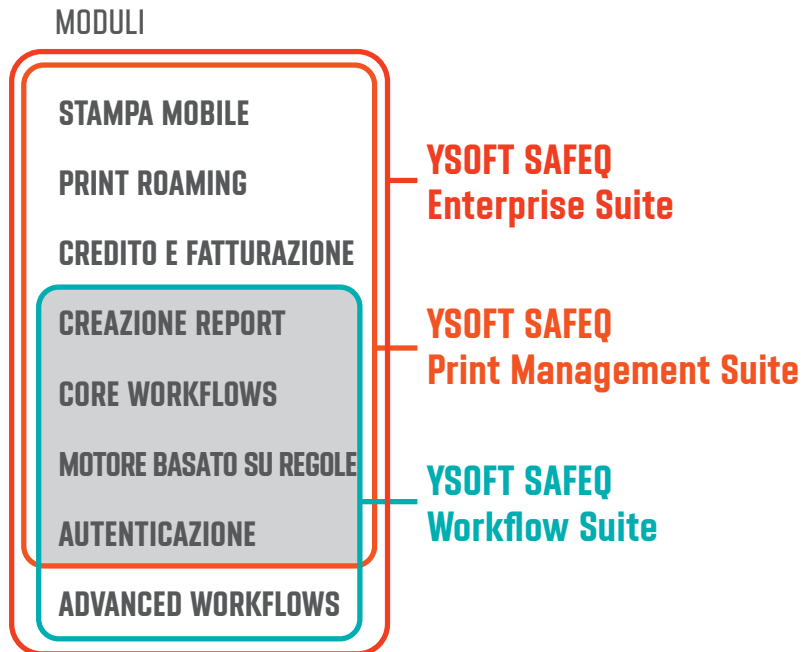 MODULI
STAMPA MOBILE
PRINT ROAMING
CREDITO E FATTURAZIONE
CREAZIONE REPORT
CORE WORKFLOWS
MOTORE BASATO SU REGOLE
AUTENTICAZIONE
ADVANCED WORKFLOWS
YSOFT SAFEQ
Enterprise Suite
YSOFT SAFEQ
Print Management Suite
YSOFT SAFEQ
Workflow Suite